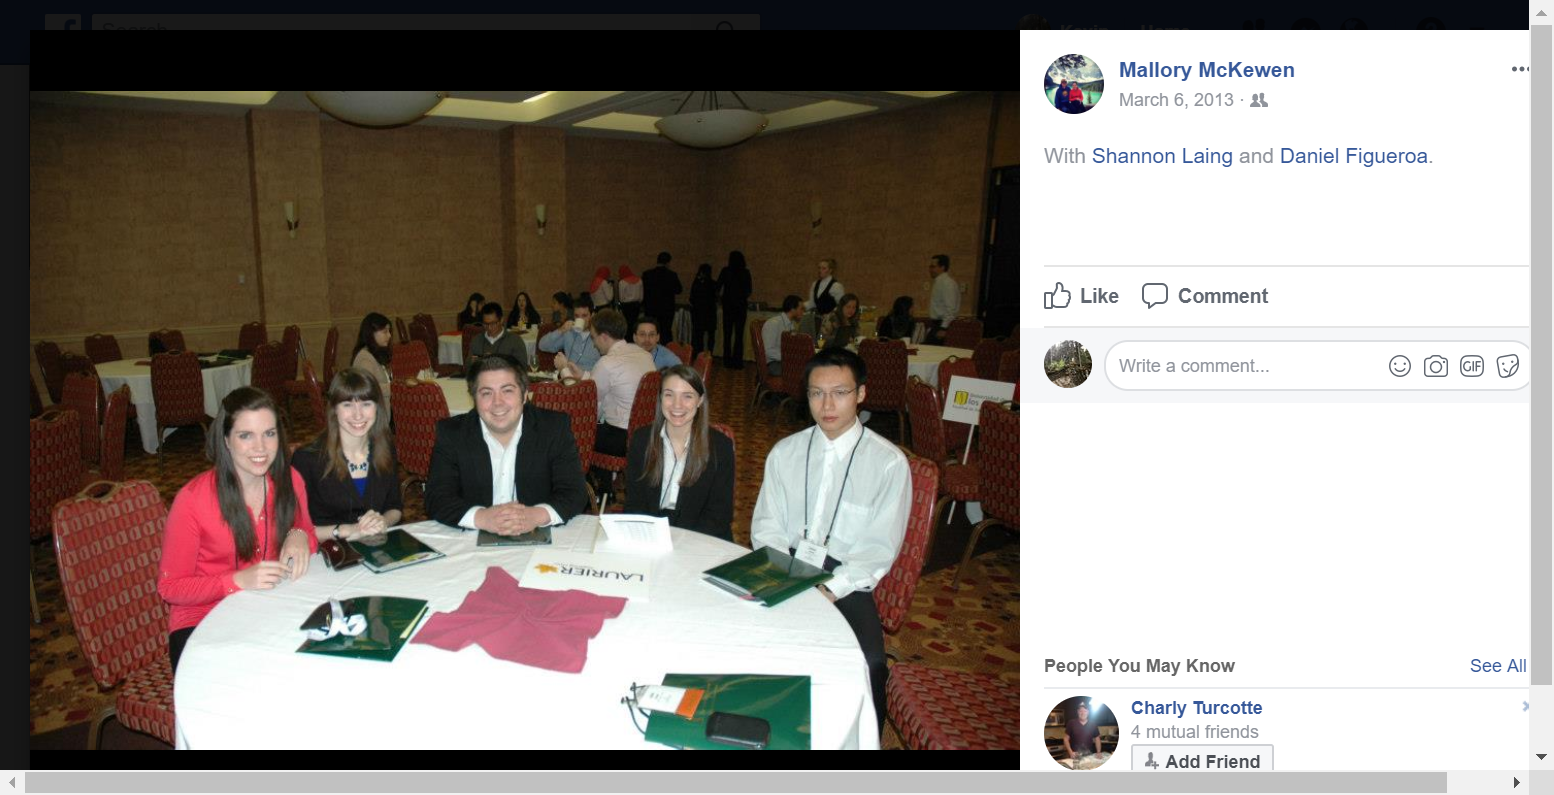 Search
Mallory McKewen
March 6, 2013 ·
With Shannon Laing and Daniel Figueroa.
Like
Comment
Write a comment...
GIF
LAURIER
People You May Know
See All
Charly Turcotte
4 mutual friends
Add Friend